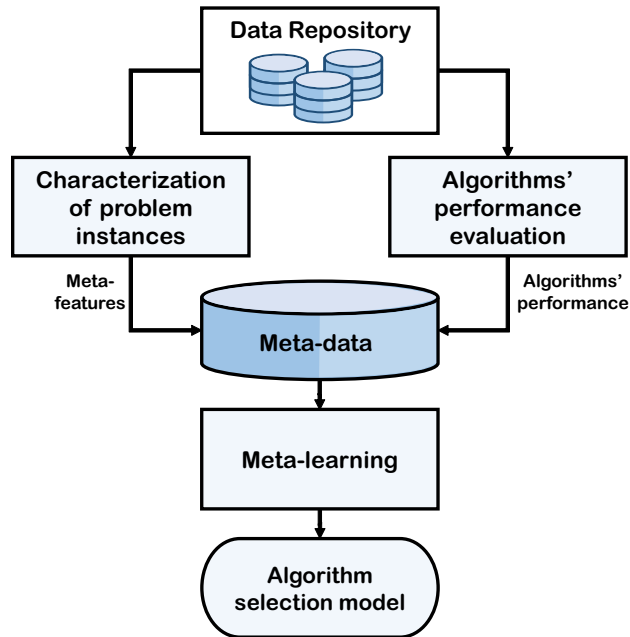 Data Repository
Characterization
of problem
instances
Algorithms'
performance
evaluation
Meta-
features
Algorithms'
performance
Meta-data
Meta-learning
Algorithm
selection model